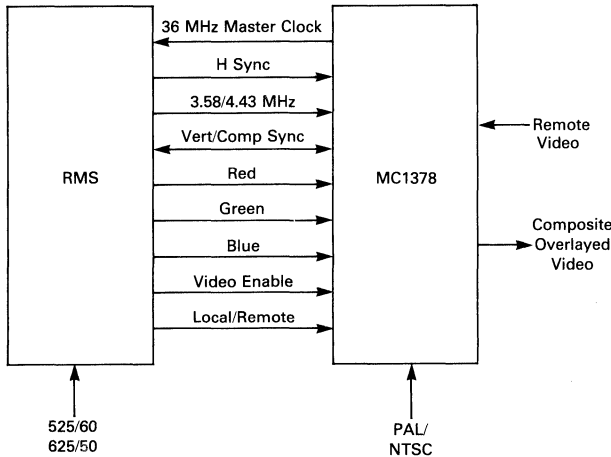 36 MHz Master Clock
H Sync
3.58/4.43 MHz
Vert/Comp Sync
Red
Green
Blue
Video Enable
Local/Remote
RMS
MC1378
Remote
Video
Composite
Overlayed
Video
525/60
625/50
PAL/
NTSC